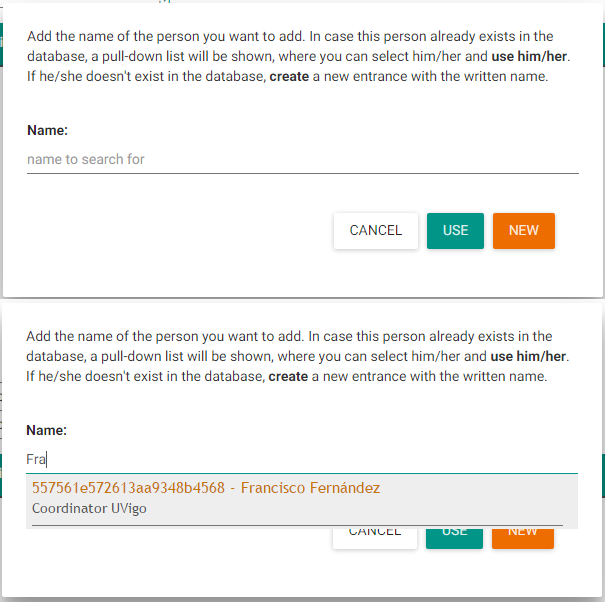 Add the name of the person you want to add. In case this person already exists in the
database, a pull-down list will be shown, where you can select him/her and use him/her.
If he/she doesn't exist in the database, create a new entrance with the written name.
Name:
name to search for
CANCEL USE NEW
Add the name of the person you want to add. In case this person already exists in the
database, a pull-down list will be shown, where you can select him/her and use him/her.
If he/she doesn't exist in the database, create a new entrance with the written name.
Name:
Fra
557561e572613aa9348b4568 - Francisco Fernández
Coordinator UVigo
CANCEL USE NEW